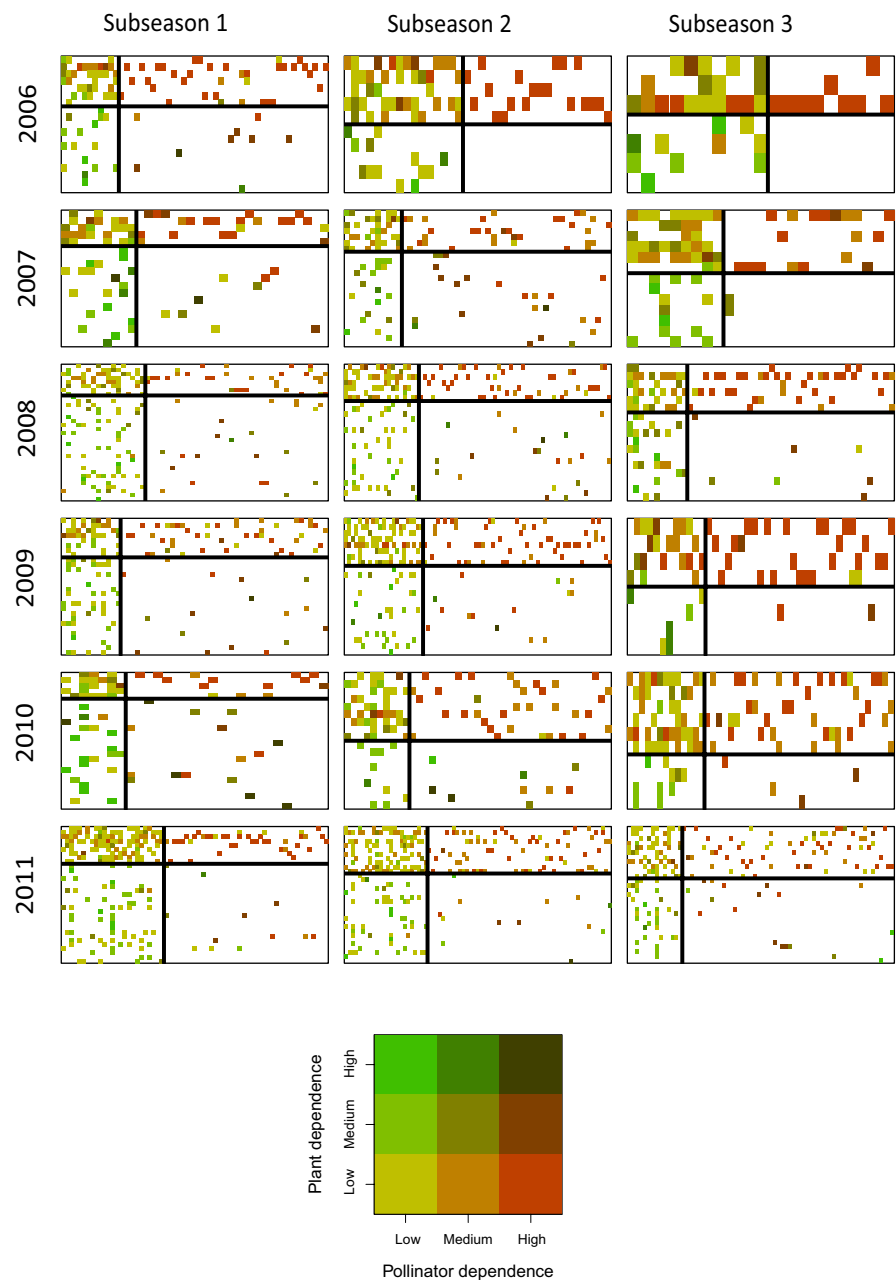 Subseason 1
Subseason 2
Subseason 3
2006
2007
2008
2009
2010
2011
Plant dependence
High
Medium
Low
Low
Medium
High
Pollinator dependence